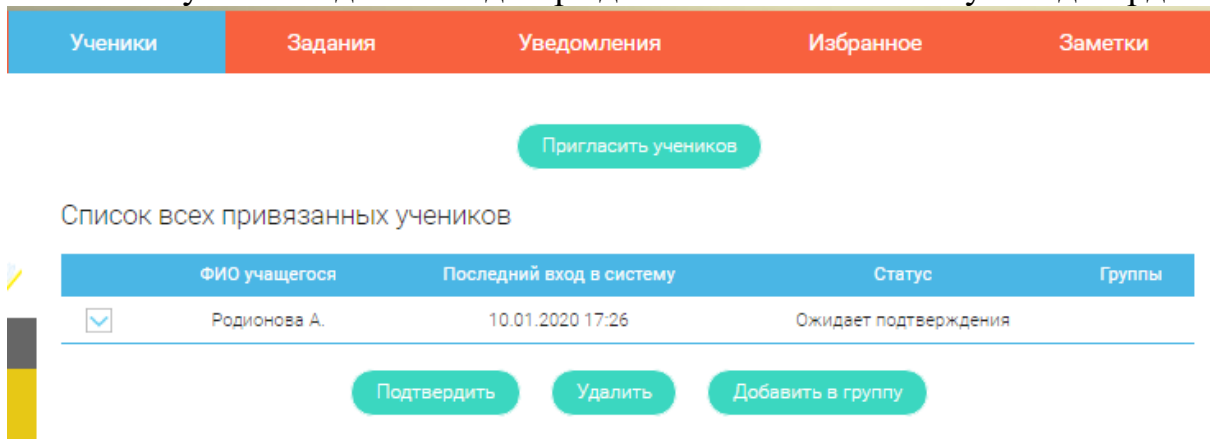 Ученики Задания Уведомления Избранное Заметки
Пригласить учеников
Список всех привязанных учеников
ФИО учащегося Последний вход в систему Статус Группы
Родионова А. 10.01.2020 17:26 Ожидает подтверждения
Подтвердить Удалить Добавить в группу